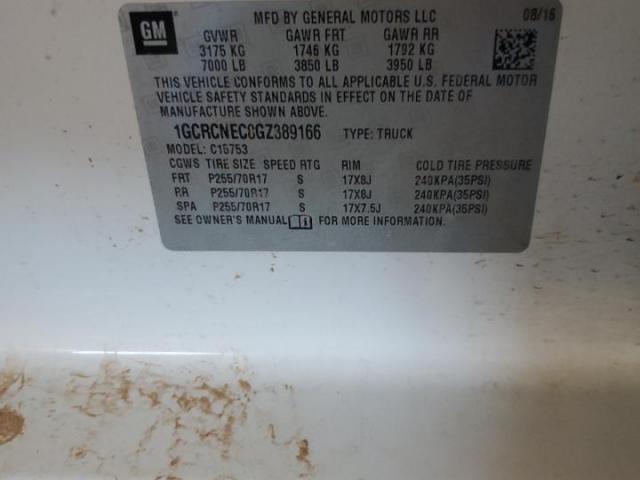 GM
MFD BY GENERAL MOTORS LLC 08/16
GVWR GAWR FRT GAWR RR
3175 KG 1746 KG 1792 KG
7000 LB 3850 LB 3950 LB
THIS VEHICLE CONFORMS TO ALL APPLICABLE U.S. FEDERAL MOTOR
VEHICLE SAFETY STANDARDS IN EFFECT ON THE DATE OF
MANUFACTURE SHOWN ABOVE.
1GCRCNEC8GZ389166 TYPE: TRUCK
MODEL: C15753
CGWS TIRE SIZE SPEED RTG RIM COLD TIRE PRESSURE
FRT P255/70R17 S 17X8J 240KPA(35PSI)
RR P255/70R17 S 17X8J 240KPA(35PSI)
SPA P255/70R17 S 17X7.5J 240KPA(35PSI)
SEE OWNER'S MANUAL FOR MORE INFORMATION.